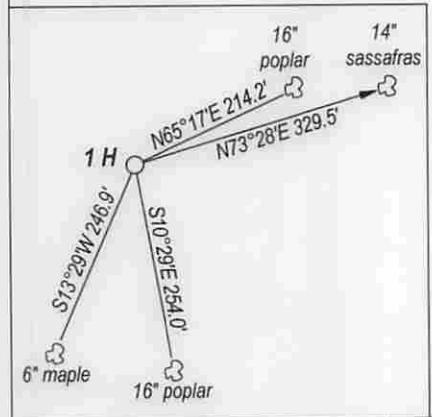 16"
poplar
14"
sassafras
N65°17'E 214.2'
N73°28'E 329.5'
1 H
S13°29'W 246.9'
S10°29'E 254.0'
6" maple
16" poplar